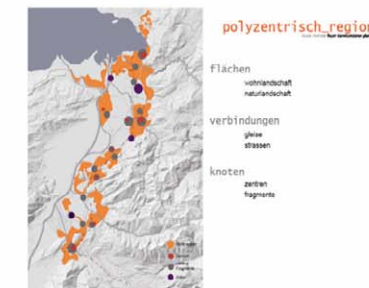 polyzentrisch_region
flächen
wohnlandschaft
naturlandschaft
verbindungen
gleise
strassen
knoten
zentren
fragmente